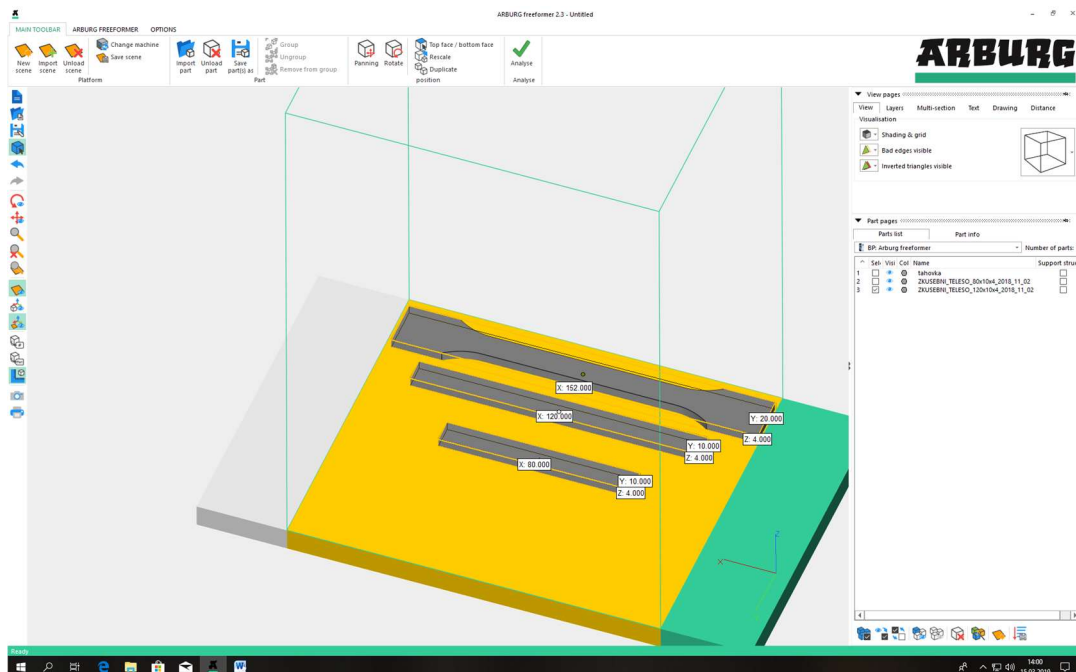 ARBURG freeformer 2.3 - Untitled
MAIN TOOLBAR ARBURG FREEFORMER OPTIONS
New scene
Import scene
Unload scene
Change machine
Save scene
Platform
Import part
Unload part
Save part(s) as
Group
Ungroup
Remove from group
Part
Panning
Rotate
Top face / bottom face
Rescale
Duplicate
position
Analyse
Analyse
ARBURG
View pages
View Layers Multi-section Text Drawing Distance
Visualisation
Shading & grid
Bad edges visible
Inverted triangles visible
Part pages
Parts list Part info
BP: Arburg freeformer Number of parts:
Sel Visi Col Name Support stru
1 tahovka
2 ZKUSEBNI_TELESO_80x10x4_2018_11_02
3 ZKUSEBNI_TELESO_120x10x4_2018_11_02
X: 152.000
Y: 20.000
Z: 4.000
X: 120.000
Y: 10.000
Z: 4.000
X: 80.000
Y: 10.000
Z: 4.000
Z
X
Ready
14:00
15.03.2019